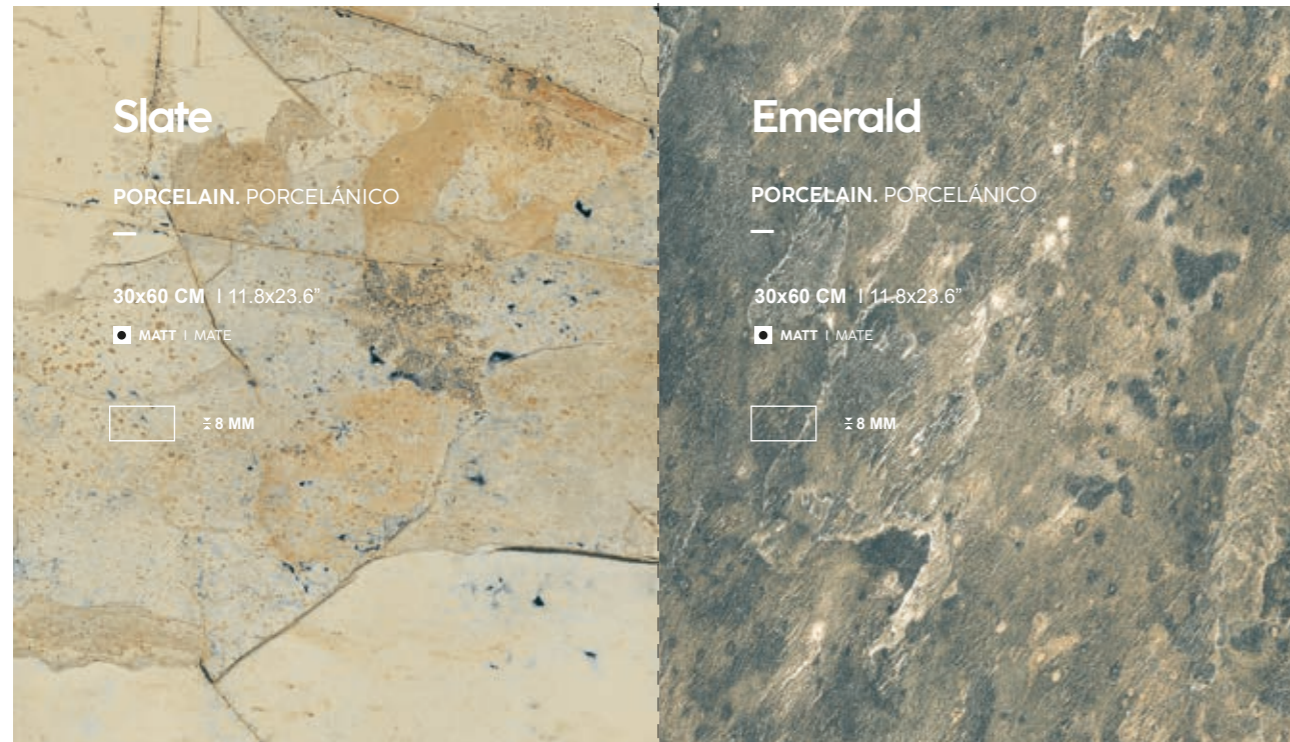 Slate
PORCELAIN. PORCELÁNICO
30x60 CM | 11.8x23.6”
MATT | MATE
8 MM
Emerald
PORCELAIN. PORCELÁNICO
30x60 CM | 11.8x23.6”
MATT | MATE
8 MM